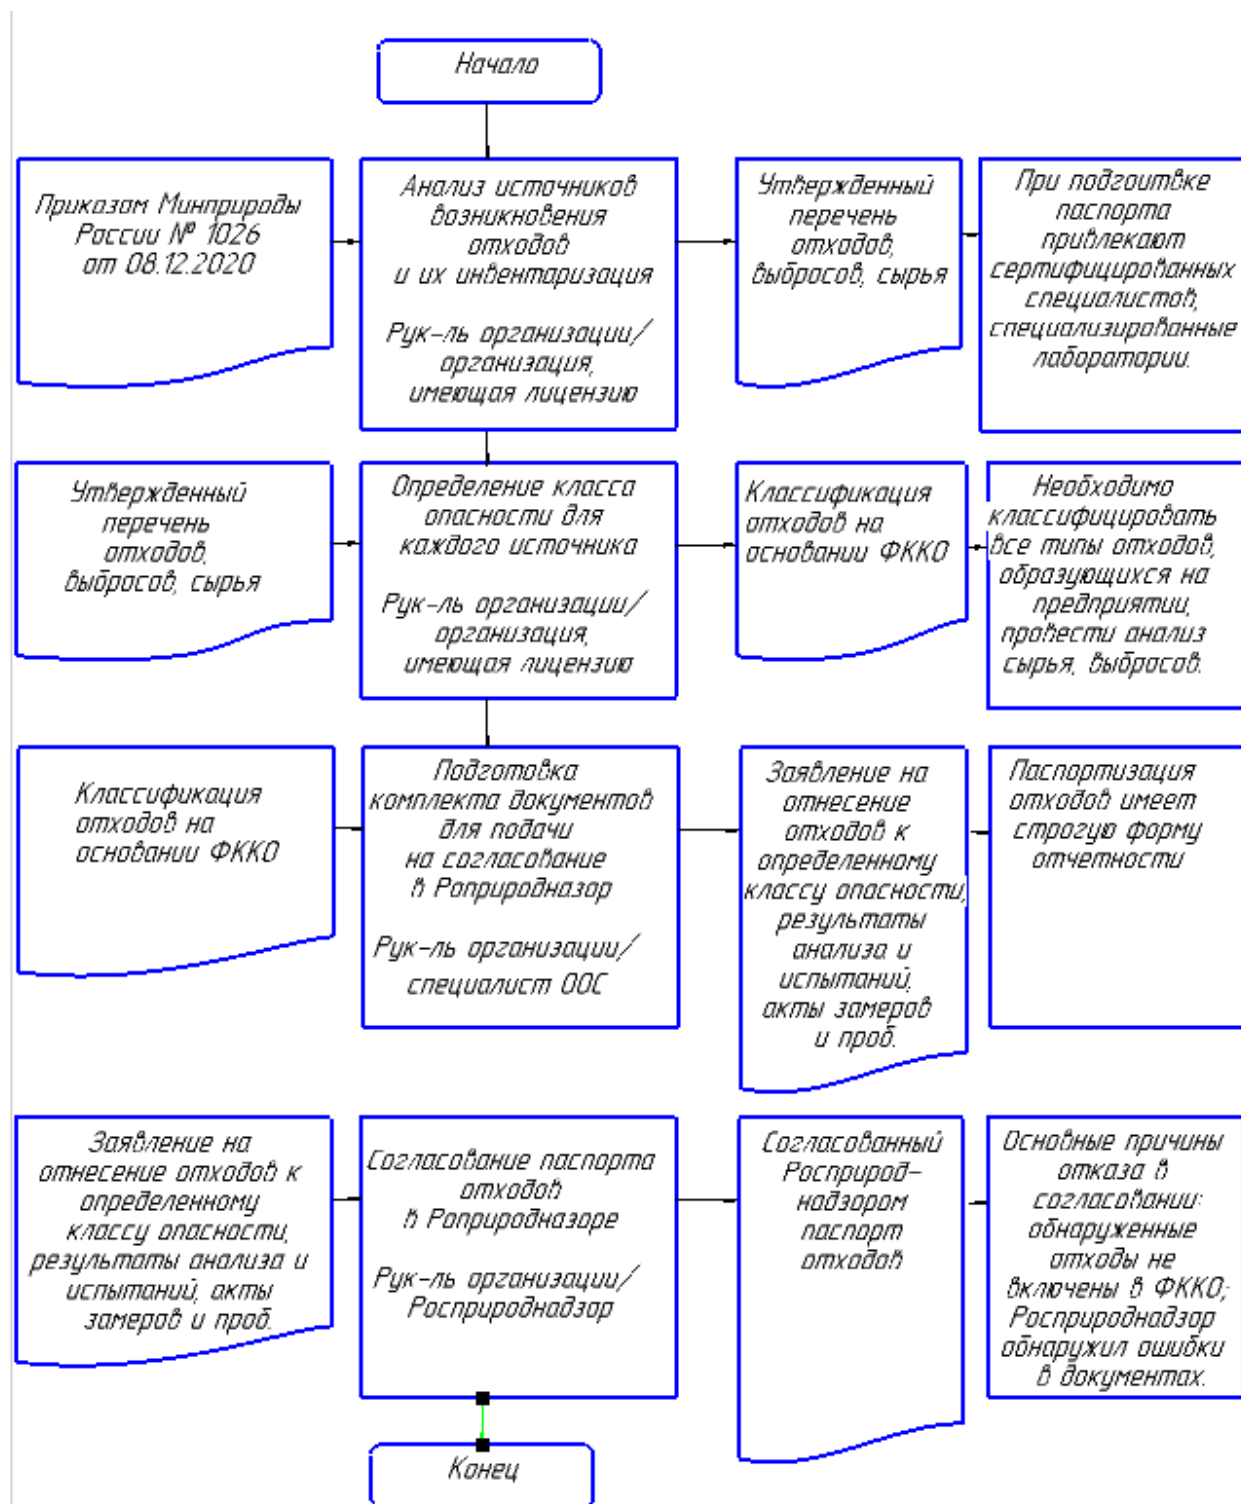 Начало
Приказом Минприроды
России № 1026
от 08.12.2020
Анализ источников
возникновения
отходов
и их инвентаризация
Рук-ль организации/
организация,
имеющая лицензию
Утвержденный
перечень
отходов,
выбросов, сырья
При подгоитвке
паспорта
привлекают
сертифицированных
специалистов,
специализированные
лаборатории.
Утвержденный
перечень
отходов,
выбросов, сырья
Определение класса
опасности для
каждого источника
Рук-ль организации/
организация,
имеющая лицензию
Классификация
отходов на
основании ФККО
Необходимо
классифицировать
все типы отходов,
образующихся на
предприятии,
провести анализ
сырья, выбросов.
Классификация
отходов на
основании ФККО
Подготовка
комплекта документов
для подачи
на согласование
в Роприродназор
Рук-ль организации/
специалист ООС
Заявление на
отнесение
отходов к
определенному
классу опасности,
результаты
анализа и
испытаний,
акты замеров
и проб.
Паспортизация
отходов имеет
строгую форму
отчетности
Заявление на
отнесение отходов к
определенному
классу опасности,
результаты анализа и
испытаний, акты
замеров и проб.
Согласование паспорта
отходов
в Роприродназоре
Рук-ль организации/
Росприроднадзор
Согласованный
Росприрод-
надзором
паспорт
отходов
Основные причины
отказа в
согласовании:
обнаруженные
отходы не
включены в ФККО;
Росприроднадзор
обнаружил ошибки
в документах.
Конец